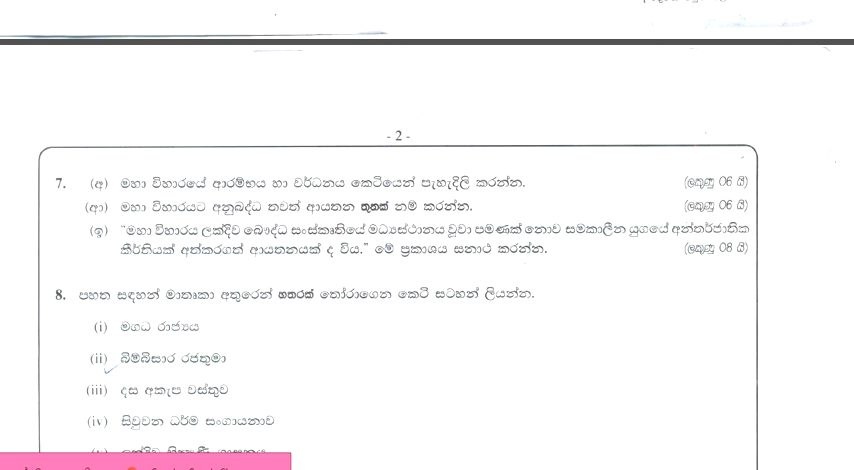 - 2 -
7. (අ) මහා විහාරයේ ආරම්භය හා වර්ධනය කෙටියෙන් පැහැදිලි කරන්න. (ලකුණු 06 යි)
(ආ) මහා විහාරයට අනුබද්ධ තවත් ආයතන තුනක් නම් කරන්න. (ලකුණු 06 යි)
(ඉ) "මහා විහාරය ලක්දිව බෞද්ධ සංස්කෘතියේ මධ්‍යස්ථානය වූවා පමණක් නොව සමකාලීන යුගයේ අන්තර්ජාතික
කීර්තියක් අත්කරගත් ආයතනයක් ද විය." මේ ප්‍රකාශය සනාථ කරන්න. (ලකුණු 08 යි)
8. පහත සඳහන් මාතෘකා අතුරෙන් හතරක් තෝරාගෙන කෙටි සටහන් ලියන්න.
(i) මගධ රාජ්‍යය
(ii) බිම්බිසාර රජතුමා
(iii) දස අකැප වස්තුව
(iv) සිවුවන ධර්ම සංගායනාව